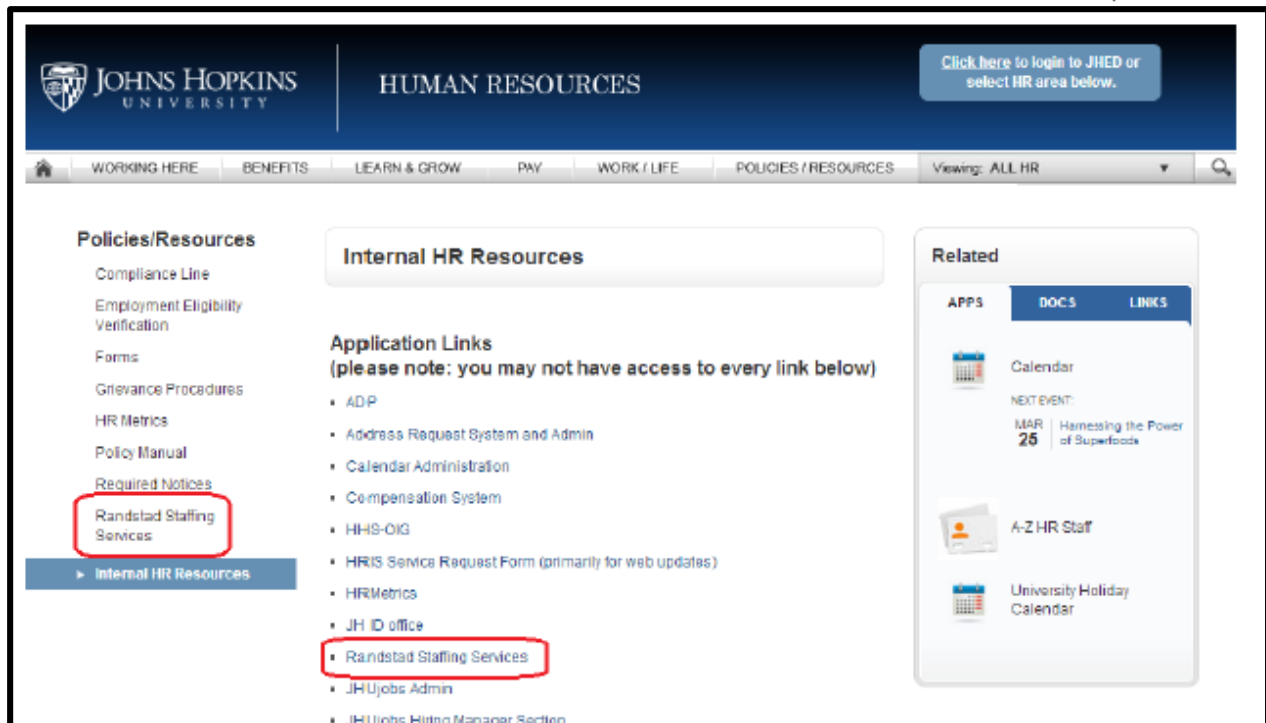 JOHNS HOPKINS
UNIVERSITY
HUMAN RESOURCES
Click here to login to JHED or
select HR area below.
WORKING HERE
BENEFITS
LEARN & GROW
PAY
WORK / LIFE
POLICIES / RESOURCES
Viewing: ALL HR
Policies/Resources
Compliance Line
Employment Eligibility
Verification
Forms
Grievance Procedures
HR Metrics
Policy Manual
Required Notices
Randstad Staffing
Services
Internal HR Resources
Internal HR Resources
Application Links
(please note: you may not have access to every link below)
ADP
Address Request System and Admin
Calendar Administration
Compensation System
HHS-OIG
HRIS Service Request Form (primarily for web updates)
HRMetrics
JH ID office
Randstad Staffing Services
JHUjobs Admin
JHUjobs Hiring Manager Section
Related
APPS
DOCS
LINKS
Calendar
NEXT EVENT:
MAR
25
Harnessing the Power
of Superfoods
A-Z HR Staff
University Holiday
Calendar